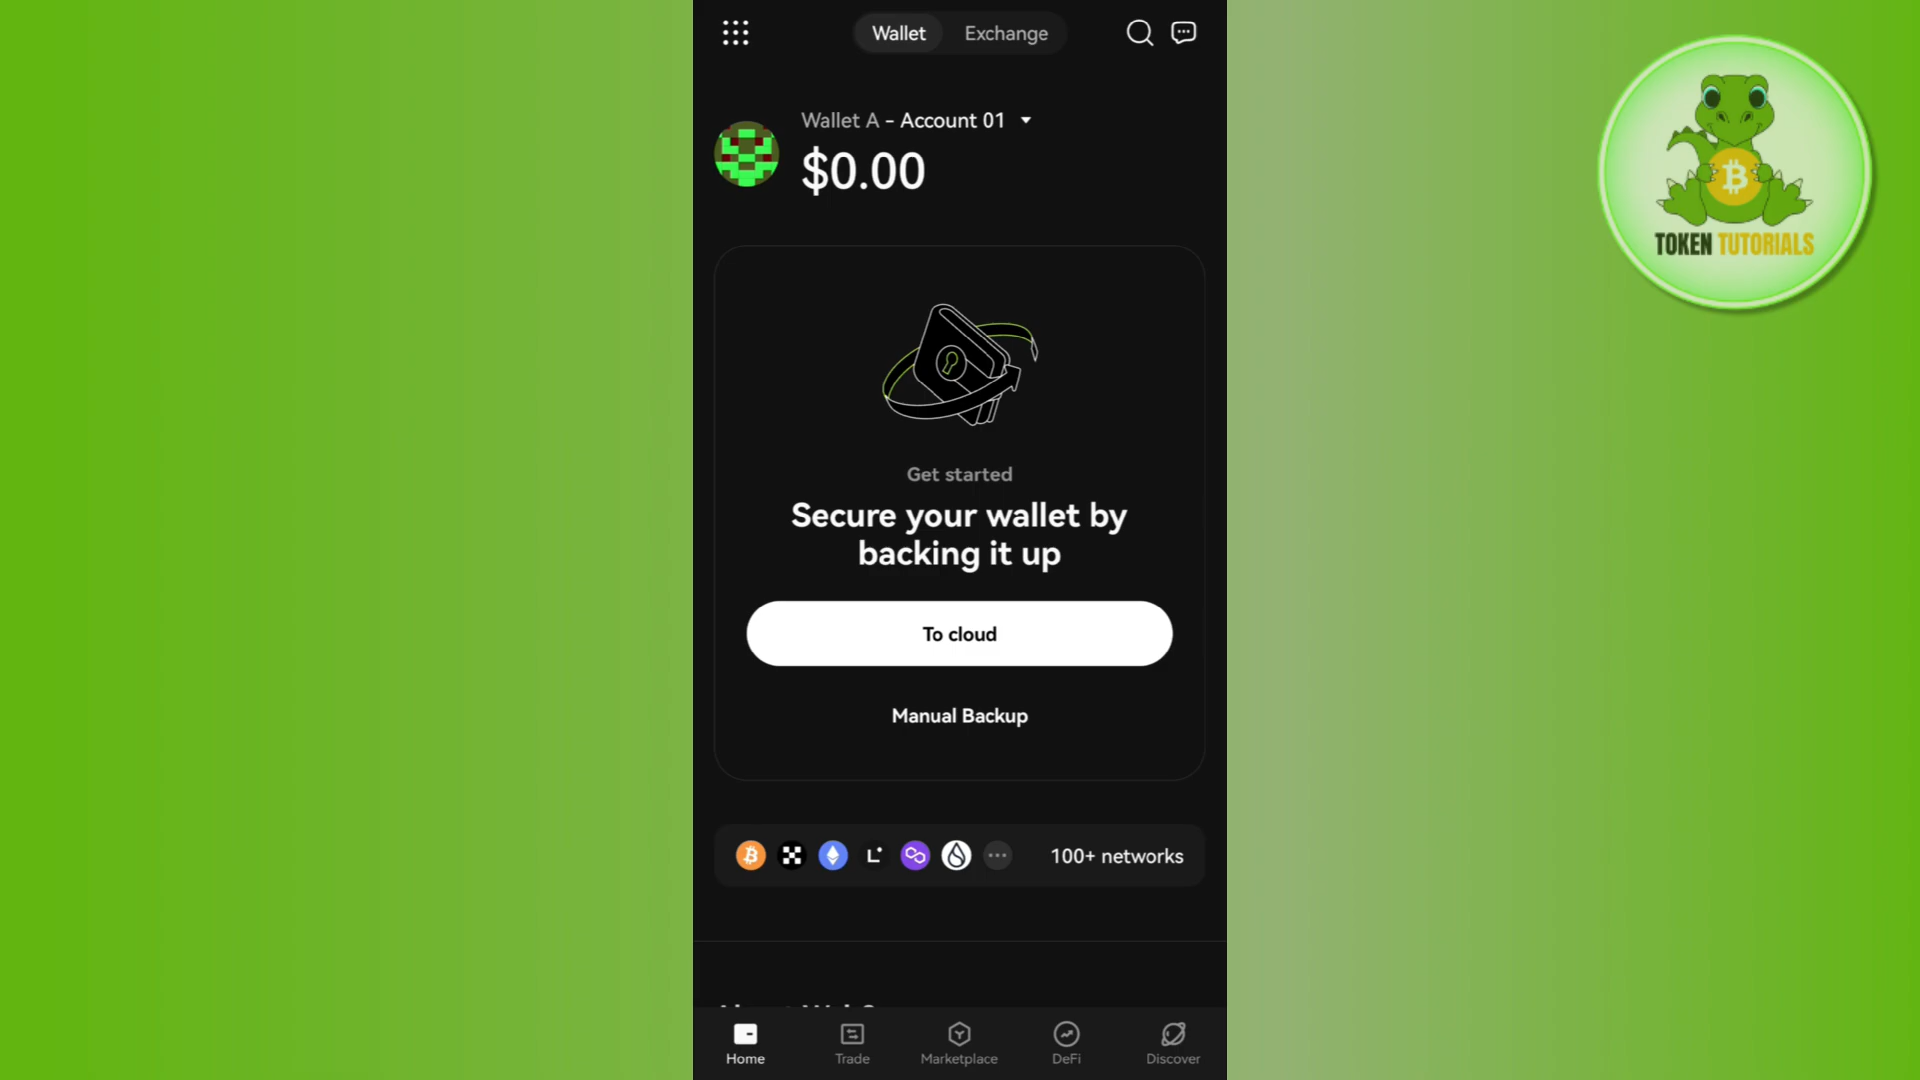 Wallet
Exchange
Wallet A - Account 01
$0.00
Get started
Secure your wallet by
backing it up
To cloud
Manual Backup
100+ networks
Home
Trade
Marketplace
DeFi
Discover
TOKEN TUTORIALS